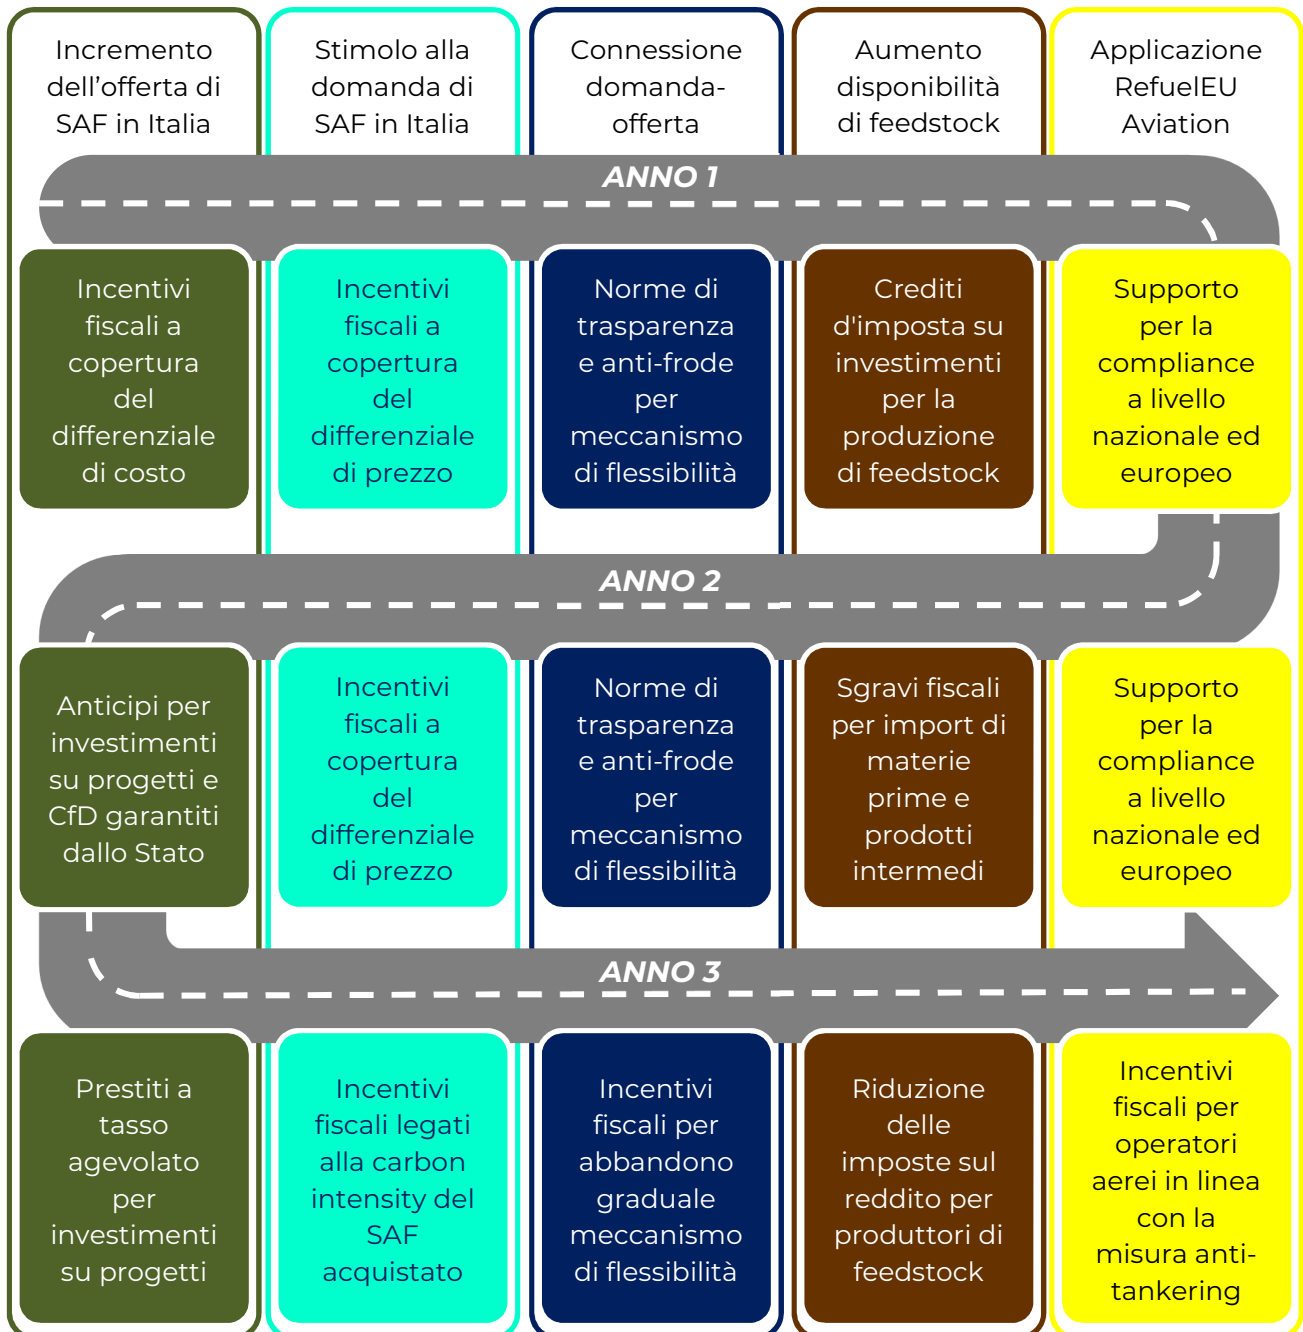 Incremento
dell’offerta di
SAF in Italia
Stimolo alla
domanda di
SAF in Italia
Connessione
domanda-
offerta
Aumento
disponibilità
di feedstock
Applicazione
RefuelEU
Aviation
ANNO 1
Incentivi
fiscali a
copertura
del
differenziale
di costo
Incentivi
fiscali a
copertura
del
differenziale
di prezzo
Norme di
trasparenza
e anti-frode
per
meccanismo
di flessibilità
Crediti
d'imposta su
investimenti
per la
produzione
di feedstock
Supporto
per la
compliance
a livello
nazionale ed
europeo
ANNO 2
Anticipi per
investimenti
su progetti e
CfD garantiti
dallo Stato
Incentivi
fiscali a
copertura
del
differenziale
di prezzo
Norme di
trasparenza
e anti-frode
per
meccanismo
di flessibilità
Sgravi fiscali
per import di
materie
prime e
prodotti
intermedi
Supporto
per la
compliance
a livello
nazionale ed
europeo
ANNO 3
Prestiti a
tasso
agevolato
per
investimenti
su progetti
Incentivi
fiscali legati
alla carbon
intensity del
SAF
acquistato
Incentivi
fiscali per
abbandono
graduale
meccanismo
di flessibilità
Riduzione
delle
imposte sul
reddito per
produttori di
feedstock
Incentivi
fiscali per
operatori
aerei in linea
con la
misura anti-
tankering